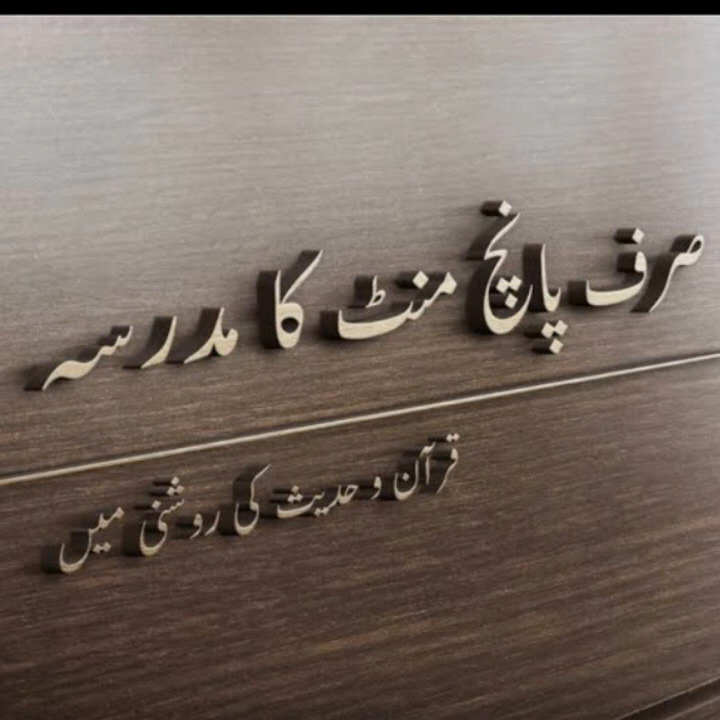 صرف پانچ منٹ کا مدرسہ
قرآن و حدیث کی روشنی میں